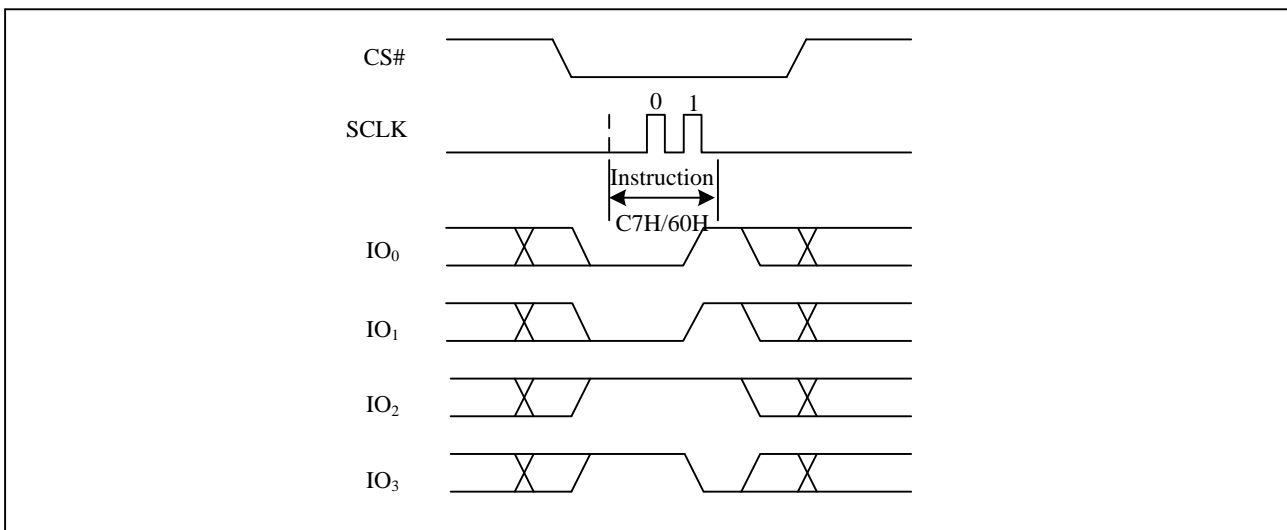 CS#
0 1
SCLK
Instruction
C7H/60H
IO0
IO1
IO2
IO3